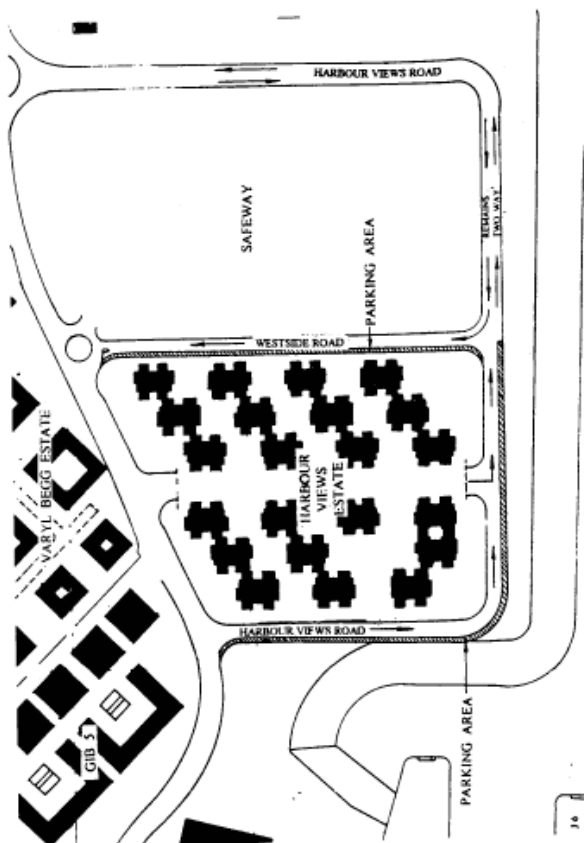 HARBOUR VIEWS ROAD
SAFEWAY
REMAINS
TWO WAY
PARKING AREA
WESTSIDE ROAD
VARYL BEGG ESTATE
HARBOUR
VIEWS
ESTATE
HARBOUR VIEWS ROAD
GIB 5
PARKING AREA